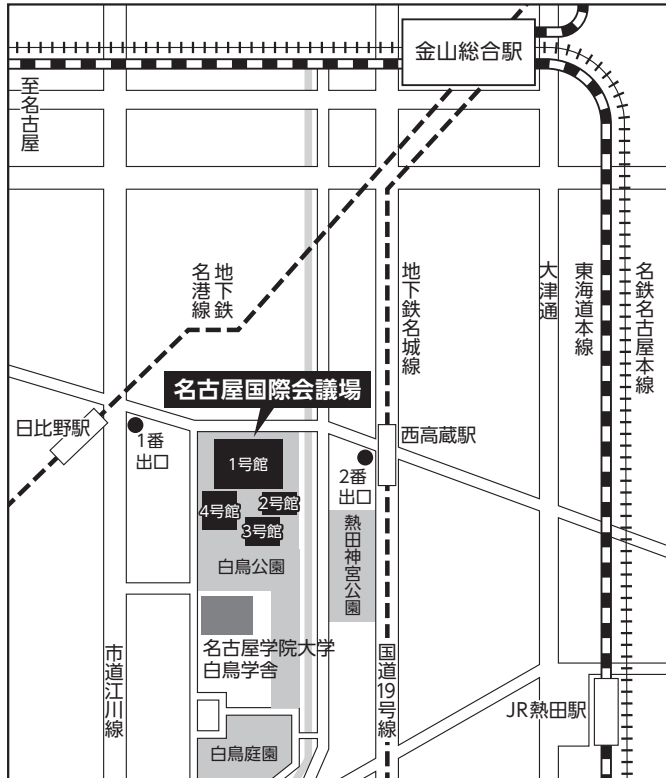 金山総合駅
至名古屋
地下鉄
名港線
地下鉄名城線
大津通
東海道本線
名鉄名古屋本線
名古屋国際会議場
日比野駅
1番
出口
1号館
2号館
4号館
3号館
2番
出口
西高蔵駅
熱田神宮公園
白鳥公園
名古屋学院大学
白鳥学舎
市道江川線
国道19号線
JR熱田駅
白鳥庭園